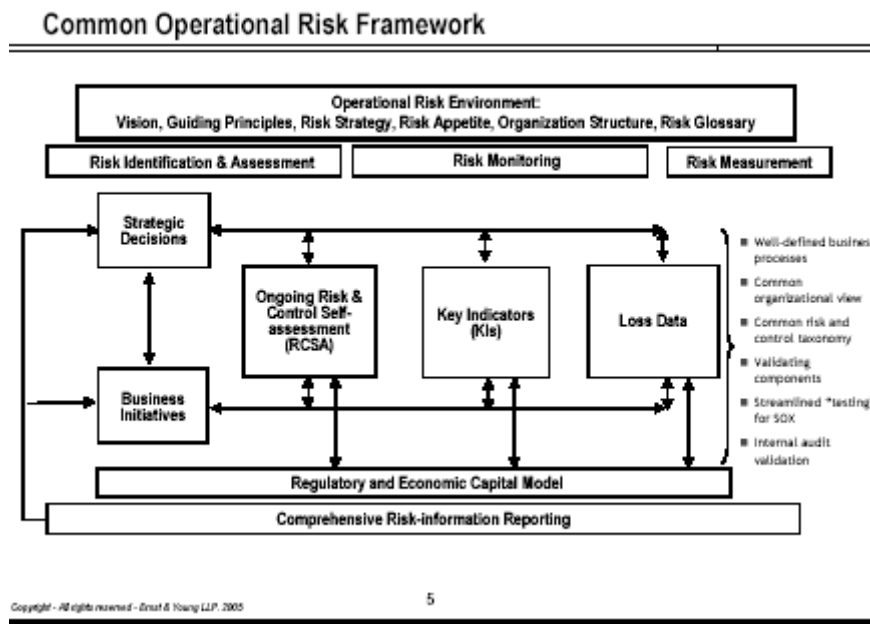 Common Operational Risk Framework
Operational Risk Environment:
Vision, Guiding Principles, Risk Strategy, Risk Appetite, Organization Structure, Risk Glossary
Risk Identification & Assessment
Risk Monitoring
Risk Measurement
Strategic
Decisions
Ongoing Risk &
Control Self-
assessment
(RCSA)
Key Indicators
(KIs)
Loss Data
Business
Initiatives
■ Well-defined busines
processes
■ Common
organizational view
■ Common risk and
control taxonomy
■ Validating
components
■ Streamlined *testing
for SOX
■ Internal audit
validation
Regulatory and Economic Capital Model
Comprehensive Risk-information Reporting
Copyright - All rights reserved - Ernst & Young LLP. 2005
5